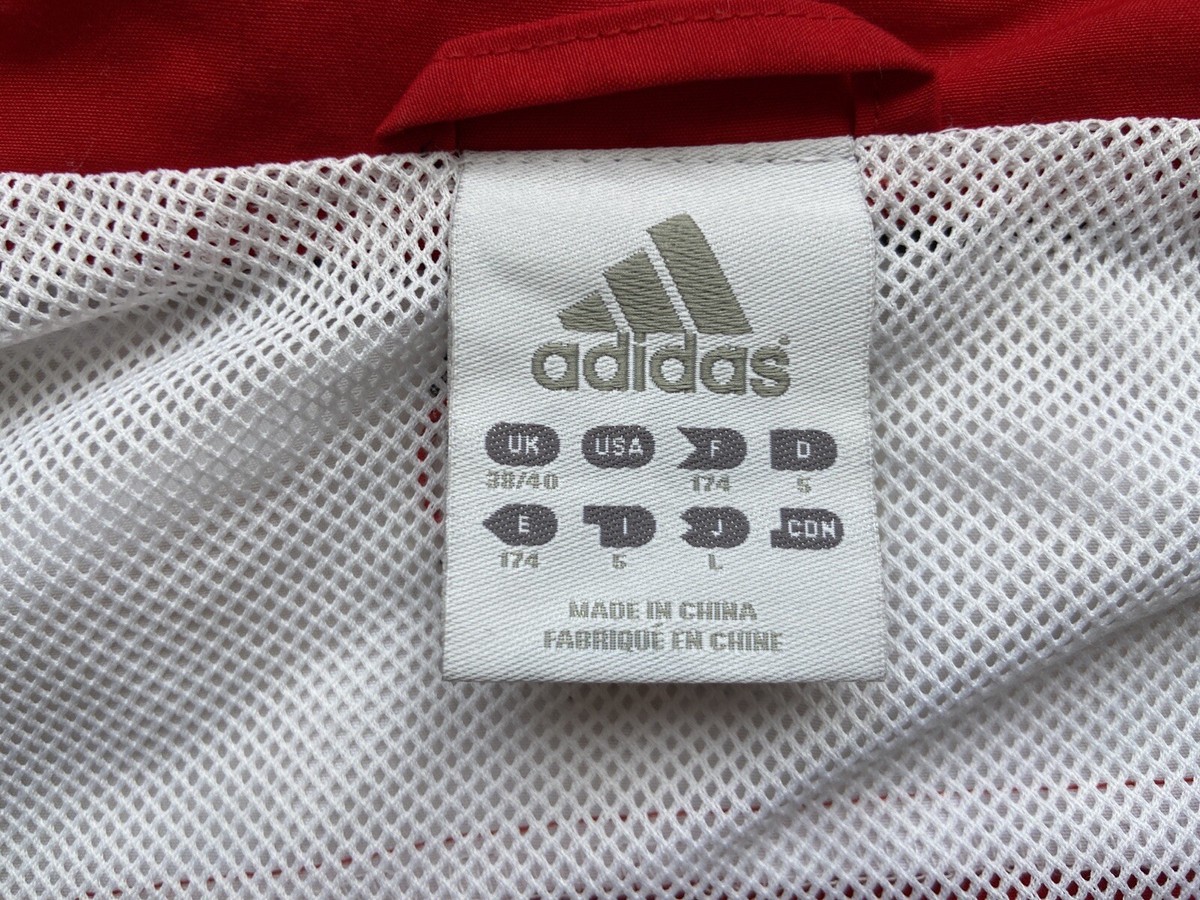 adidas
UK USA F D
38/40 174 5
E I J CDN
174 5 L
MADE IN CHINA
FABRIQUÉ EN CHINE